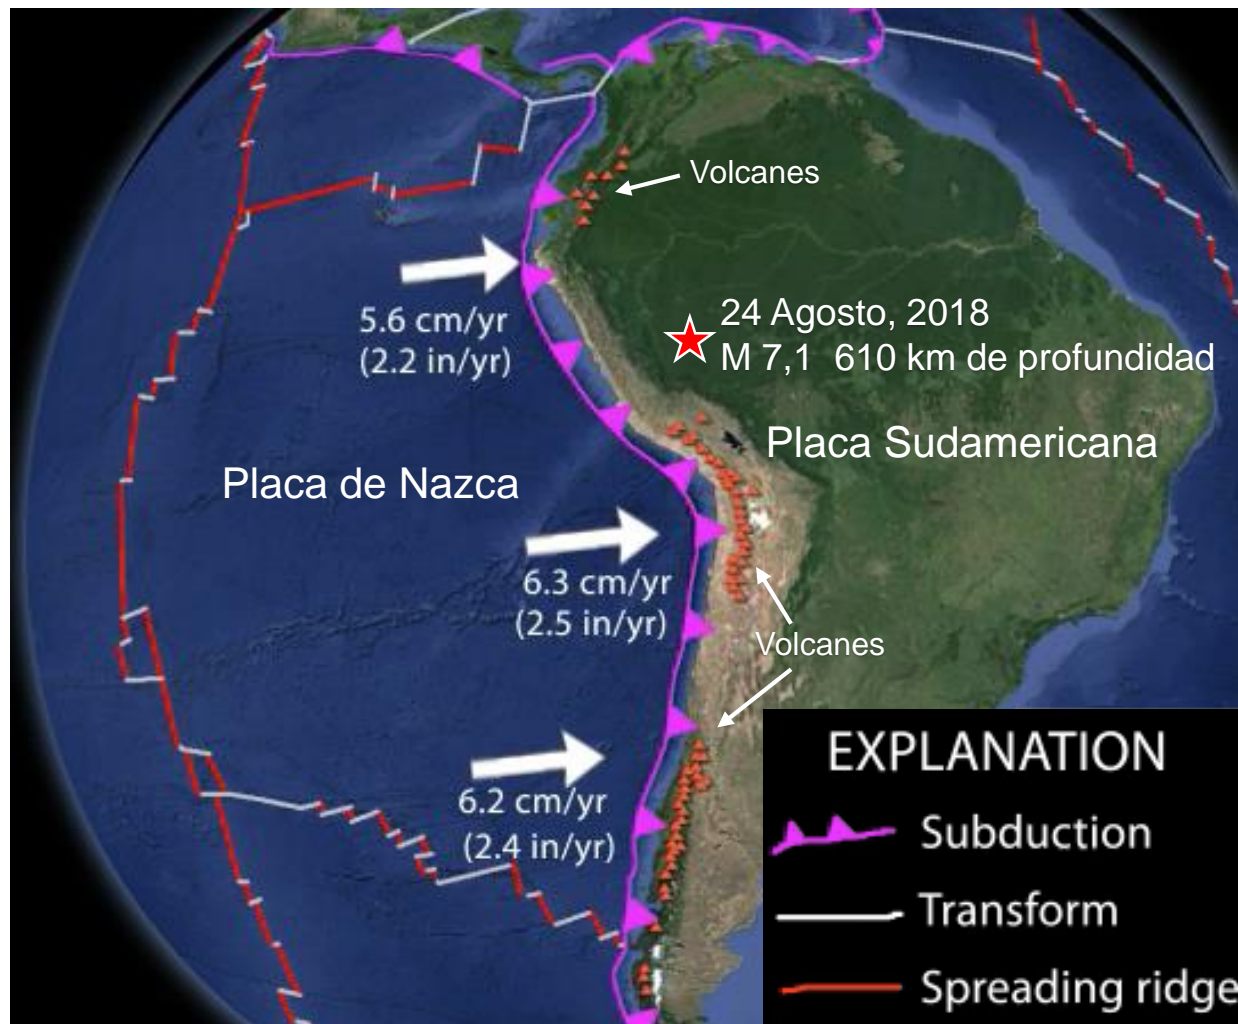 Volcanes
5.6 cm/yr
(2.2 in/yr)
24 Agosto, 2018
M 7,1  610 km de profundidad
Placa Sudamericana
Placa de Nazca
6.3 cm/yr
(2.5 in/yr)
Volcanes
6.2 cm/yr
(2.4 in/yr)
EXPLANATION
Subduction
Transform
Spreading ridge